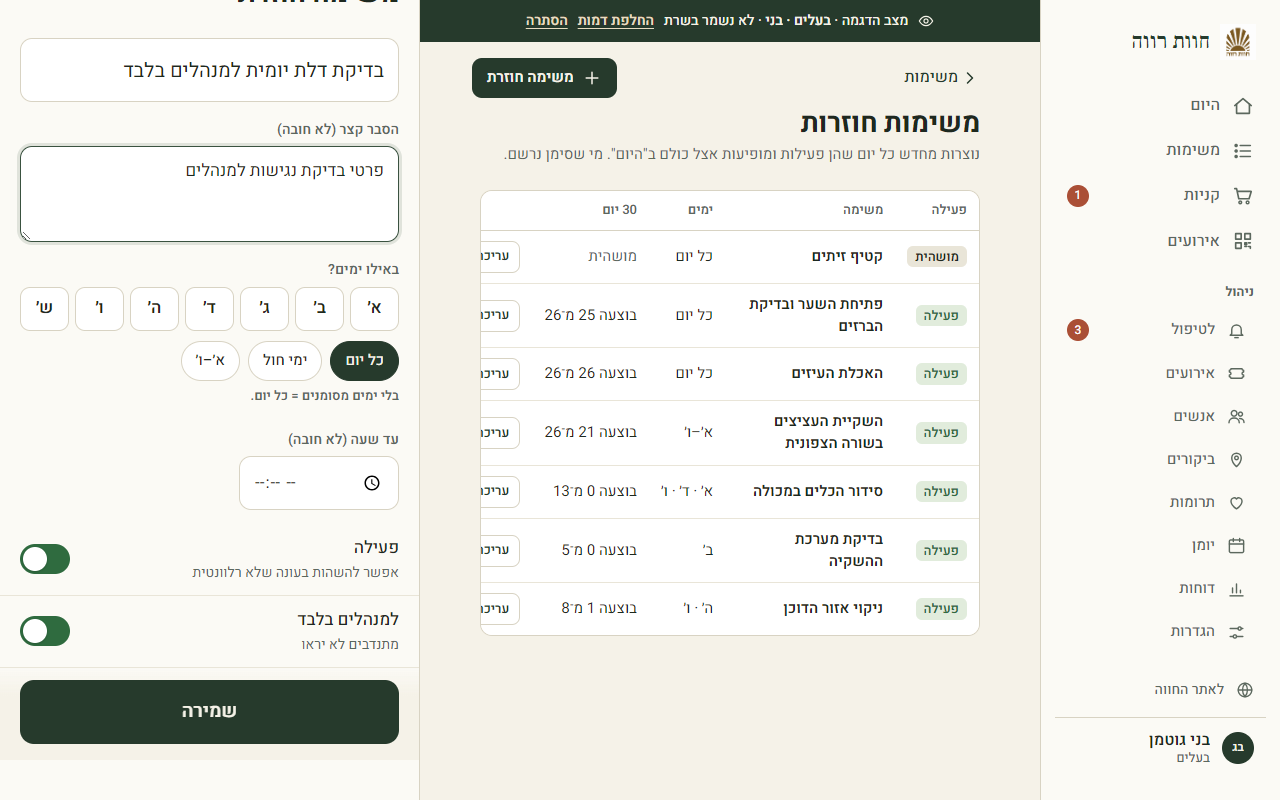 חוות רווה
היום
משימות
קניות
1
אירועים
ניהול
לטיפול
3
אירועים
אנשים
ביקורים
תרומות
יומן
דוחות
הגדרות
לאתר החווה
בג
בני גוטמן
בעלים
מצב הדגמה · בעלים · בני · לא נשמר בשרת החלפת דמות הסתרה
משימות
משימה חוזרת
משימות חוזרות
נוצרות מחדש כל יום שהן פעילות ומופיעות אצל כולם ב"היום". מי שסימן נרשם.
פעילה משימה ימים 30 יום
מושהית קטיף זיתים כל יום מושהית
פעילה פתיחת השער ובדיקת הברזים כל יום בוצעה 25 מ־26
פעילה האכלת העיזים כל יום בוצעה 26 מ־26
פעילה השקיית העציצים בשורה הצפונית א׳–ו׳ בוצעה 21 מ־26
פעילה סידור הכלים במכולה א׳ · ד׳ · ו׳ בוצעה 0 מ־13
פעילה בדיקת מערכת ההשקיה ב׳ בוצעה 0 מ־5
פעילה ניקוי אזור הדוכן ה׳ · ו׳ בוצעה 1 מ־8
בדיקת דלת יומית למנהלים בלבד
הסבר קצר (לא חובה)
פרטי בדיקת נגישות למנהלים
באילו ימים?
א׳ ב׳ ג׳ ד׳ ה׳ ו׳ ש׳
כל יום ימי חול א׳–ו׳
בלי ימים מסומנים = כל יום.
עד שעה (לא חובה)
--:-- --
פעילה
אפשר להשהות בעונה שלא רלוונטית
למנהלים בלבד
מתנדבים לא יראו
שמירה